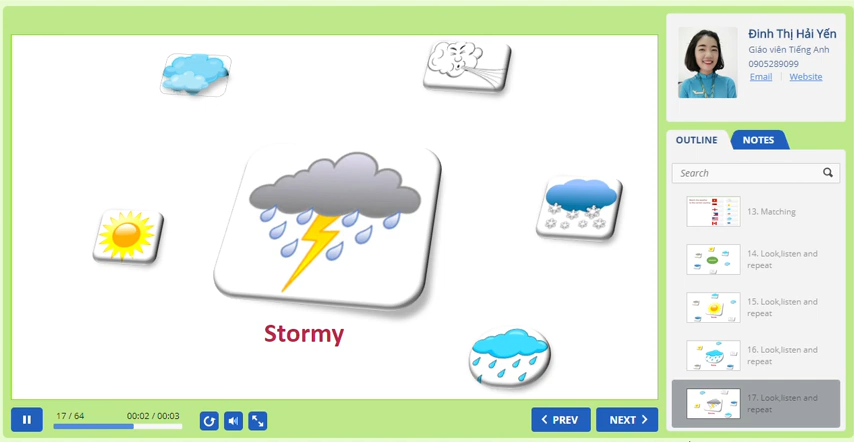 Stormy
Đinh Thị Hải Yến
Giáo viên Tiếng Anh
0905289099
Email | Website
OUTLINE NOTES
Search
13. Matching
14. Look,listen and
repeat
15. Look,listen and
repeat
16. Look,listen and
repeat
17. Look,listen and
repeat
17 / 64 00:02 / 00:03
PREV NEXT